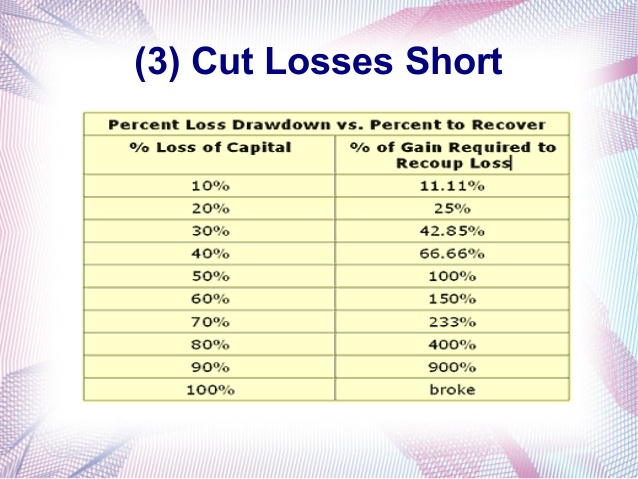 (3) Cut Losses Short
Percent Loss Drawdown vs. Percent to Recover
% Loss of Capital
% of Gain Required to
Recoup Loss
10% 11.11%
20% 25%
30% 42.85%
40% 66.66%
50% 100%
60% 150%
70% 233%
80% 400%
90% 900%
100% broke